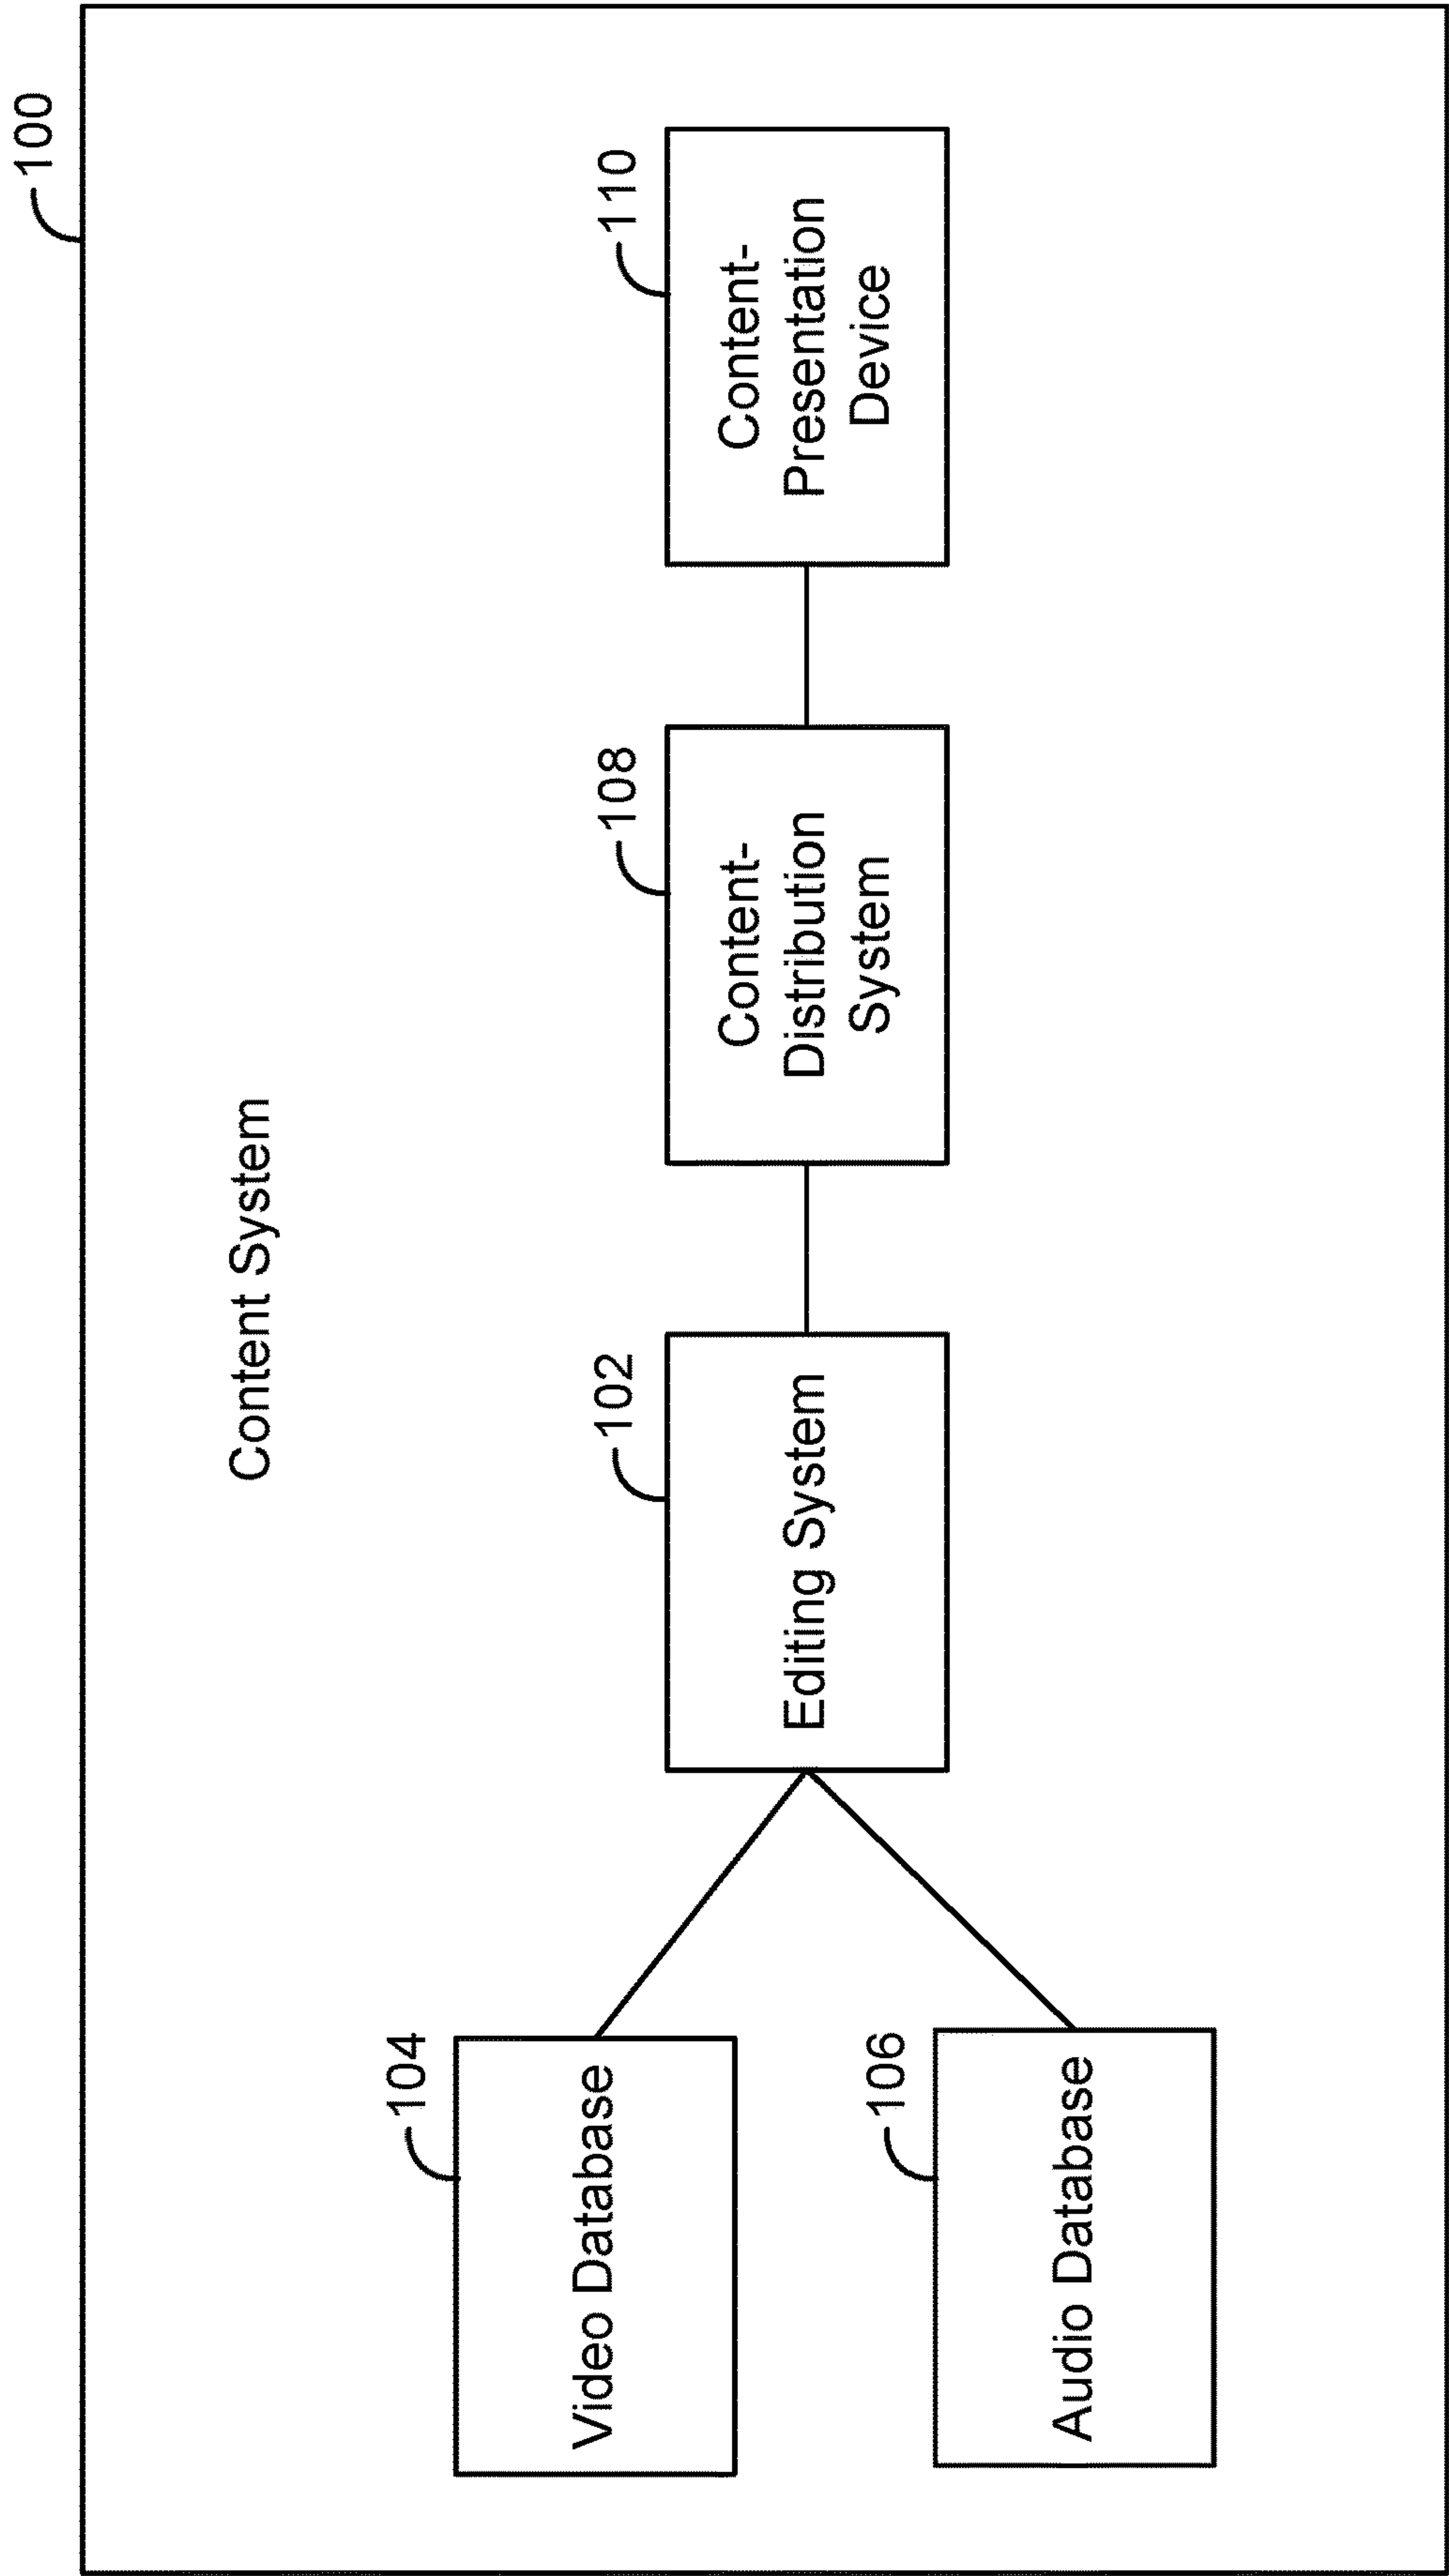 100
Content System
104
Video Database
106
Audio Database
102
Editing System
108
Content-
Distribution
System
110
Content-
Presentation
Device